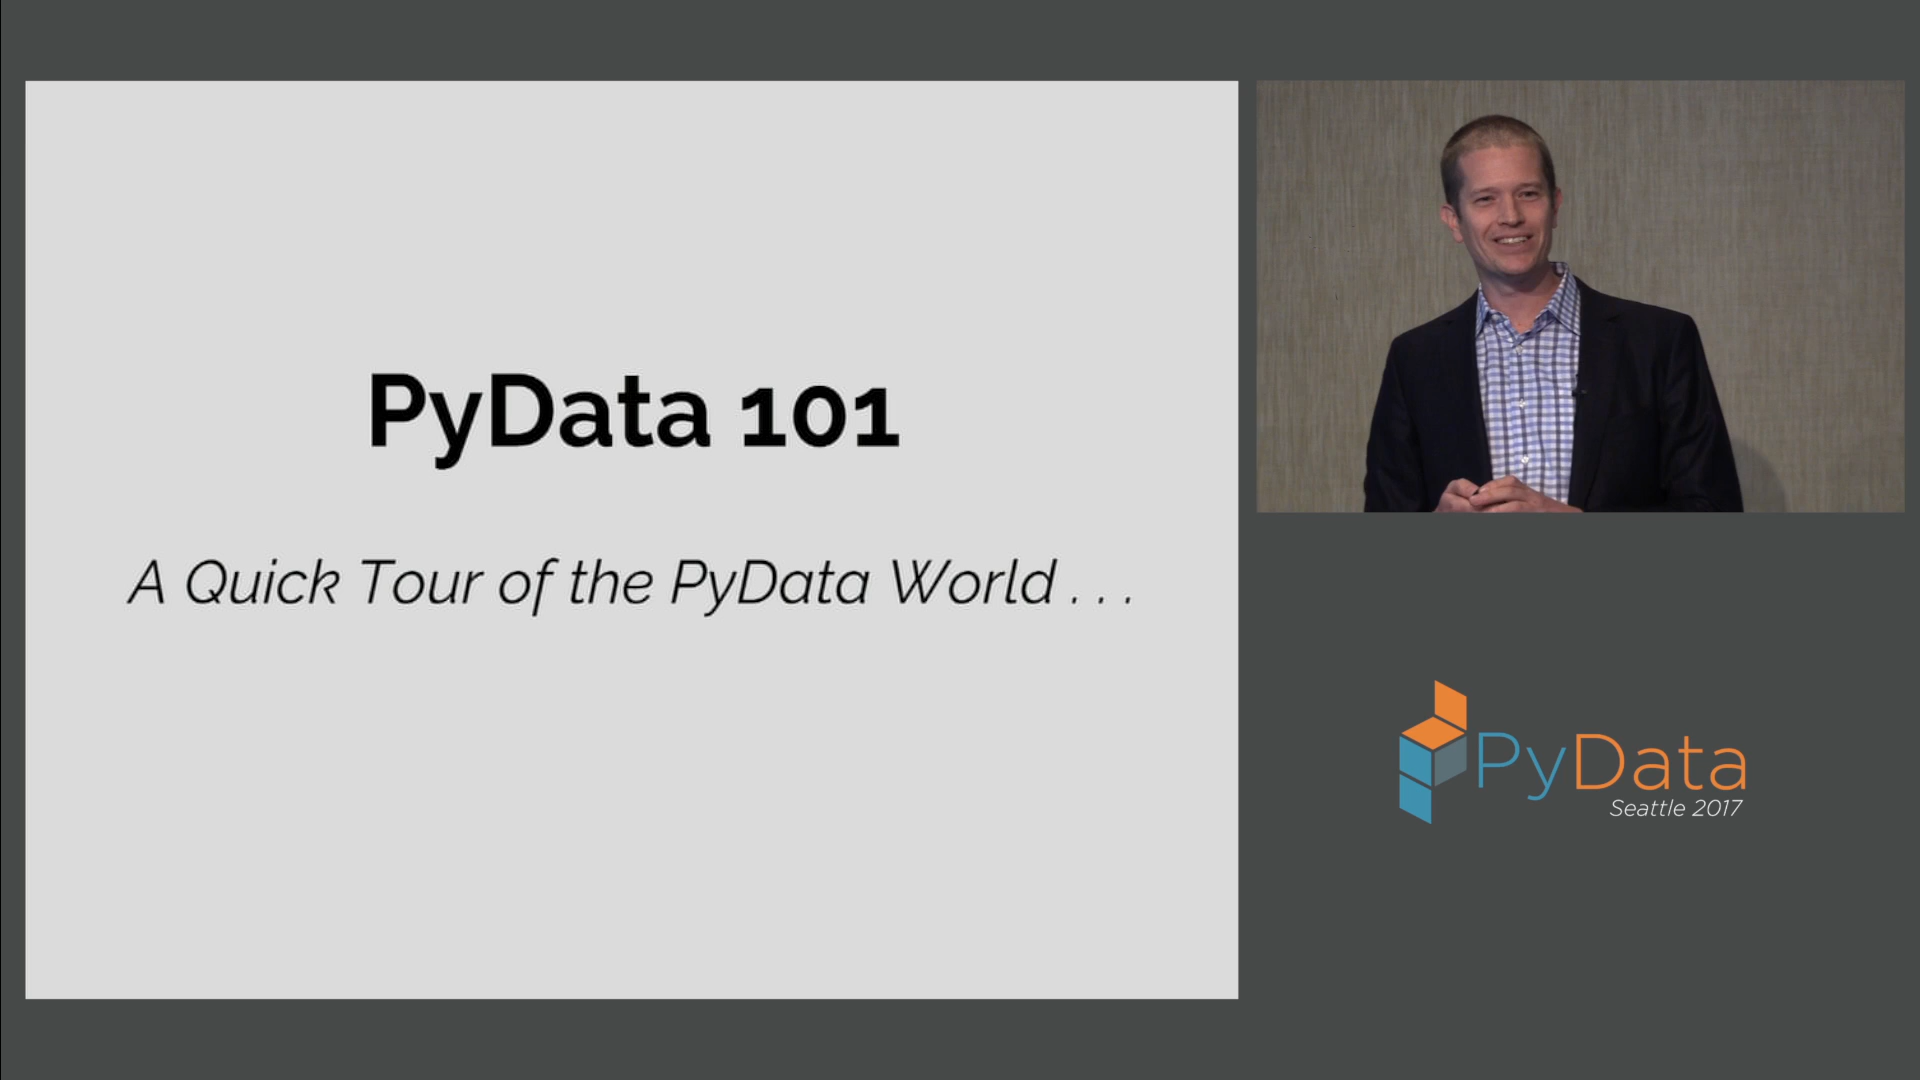 PyData 101
A Quick Tour of the PyData World . . .
PyData
Seattle 2017